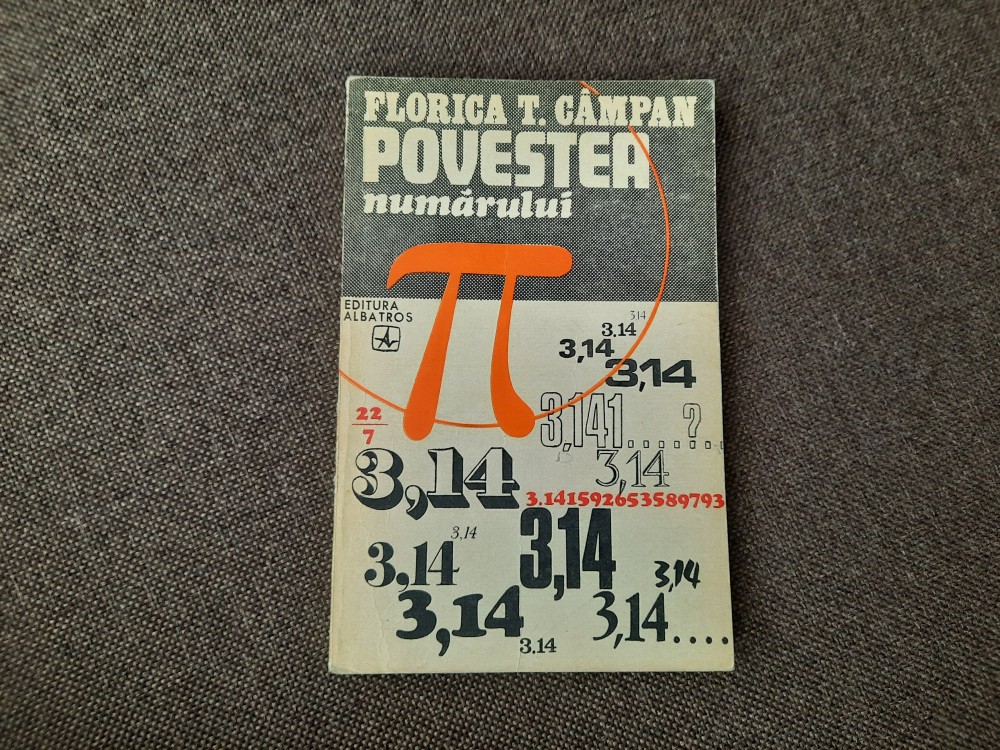 FLORICA T. CÂMPAN
POVESTEA
numărului
π
EDITURA
ALBATROS
3,14
3.14
3,14
3,14
22
7
3,141....?...
3,14
3,14
3.141592653589793
3,14
3,14
3,14
3,14
3,14
3,14....
3.14